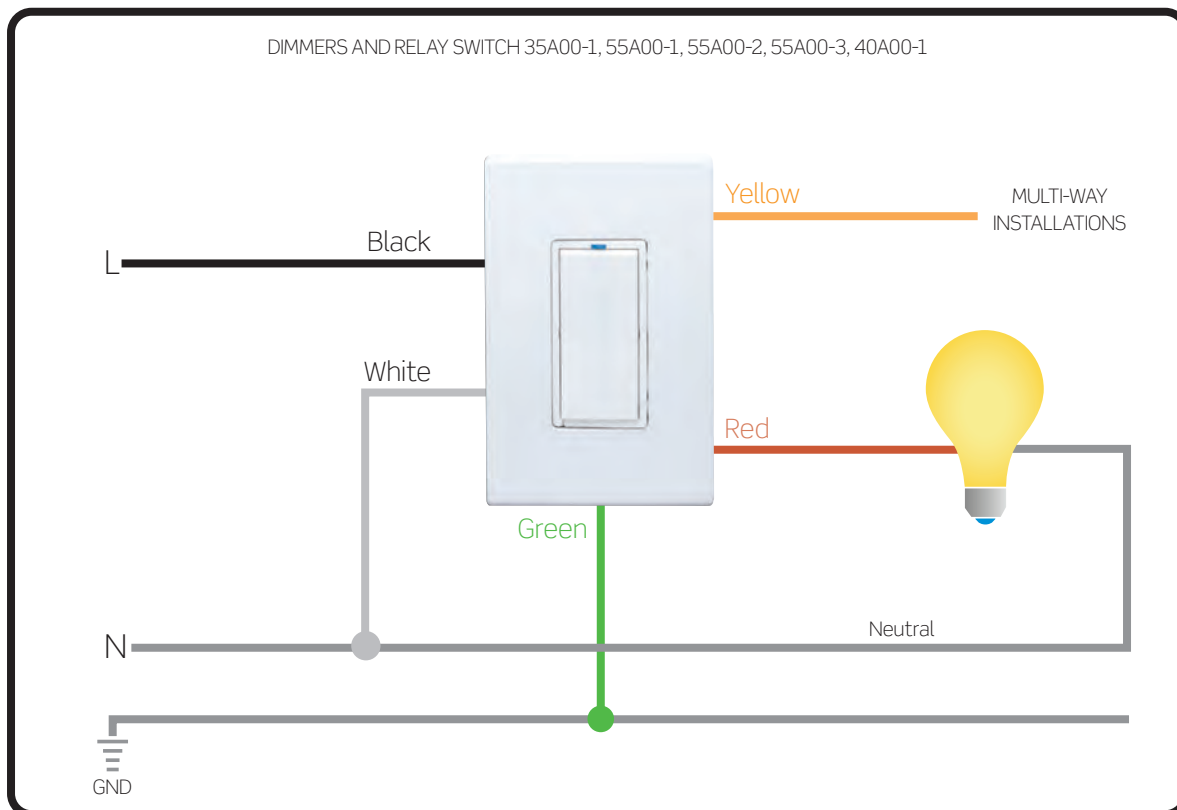 DIMMERS AND RELAY SWITCH 35A00-1, 55A00-1, 55A00-2, 55A00-3, 40A00-1
Yellow
MULTI-WAY
INSTALLATIONS
Black
L
White
Red
Green
Neutral
N
GND